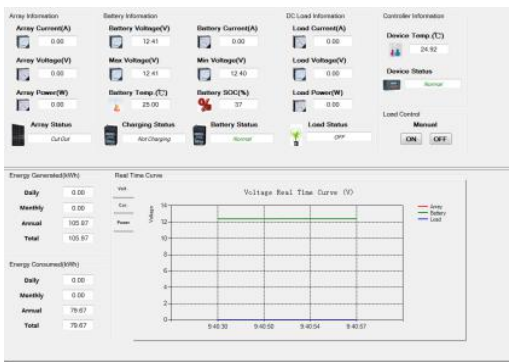 Array Information
Battery Information
DC Load Information
Controller Information
Array Current(A)
Battery Voltage(V)
Battery Current(A)
Load Current(A)
Device Temp.(℃)
0.00
12.41
0.00
0.00
24.92
Array Voltage(V)
Max Voltage(V)
Min Voltage(V)
Load Voltage(V)
Device Status
0.00
12.41
12.40
0.00
Normal
Array Power(W)
Battery Temp.(℃)
Battery SOC(%)
Load Power(W)
0.00
25.00
37
0.00
Load Control
Array Status
Charging Status
Battery Status
Load Status
Manual
Cut Out
Not Charging
Normal
OFF
ON OFF
Energy Generated(kWh)
Daily 0.00
Monthly 0.00
Annual 105.97
Total 105.97
Energy Consumed(kWh)
Daily 0.00
Monthly 0.00
Annual 79.67
Total 79.67
Real Time Curve
Volt.
Cur.
Power
Voltage Real Time Curve (V)
Voltage
14
12
10
8
6
4
2
0
9:40:30 9:40:50 9:40:54 9:40:57
Array
Battery
Load